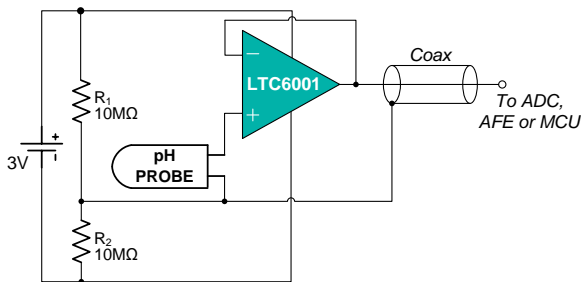 Coax
LTC6001
R1
10MΩ
To ADC,
AFE or MCU
pH
PROBE
3V
R2
10MΩ